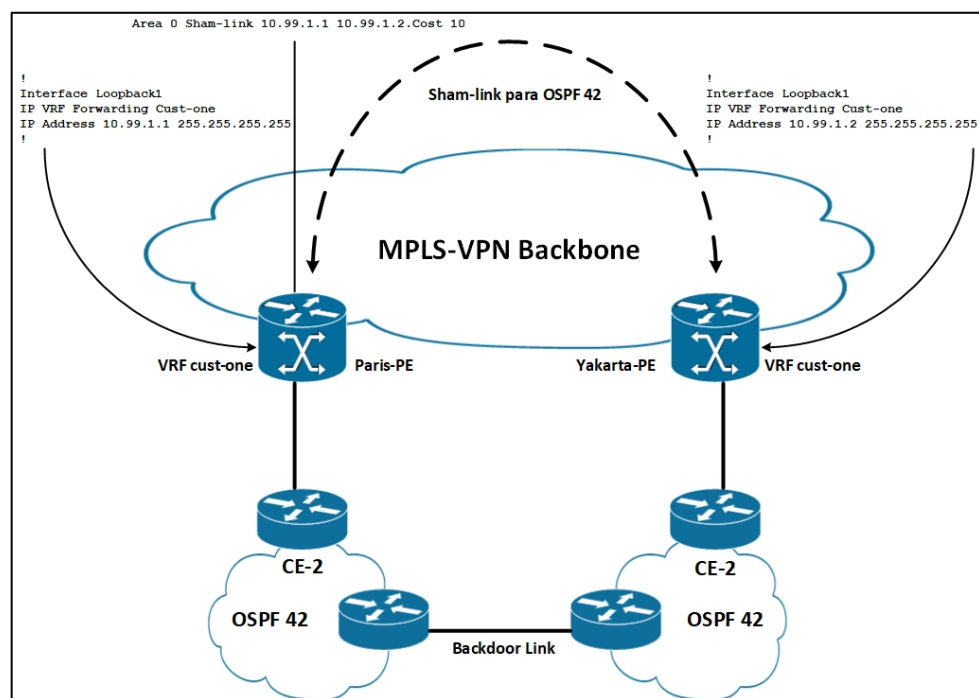 Area 0 Sham-link 10.99.1.1 10.99.1.2.Cost 10
!
Interface Loopback1
IP VRF Forwarding Cust-one
IP Address 10.99.1.1 255.255.255.255
!
Sham-link para OSPF 42
!
Interface Loopback1
IP VRF Forwarding Cust-one
IP Address 10.99.1.2 255.255.255.255
!
MPLS-VPN Backbone
VRF cust-one
Paris-PE
Yakarta-PE
VRF cust-one
CE-2
CE-2
OSPF 42
OSPF 42
Backdoor Link